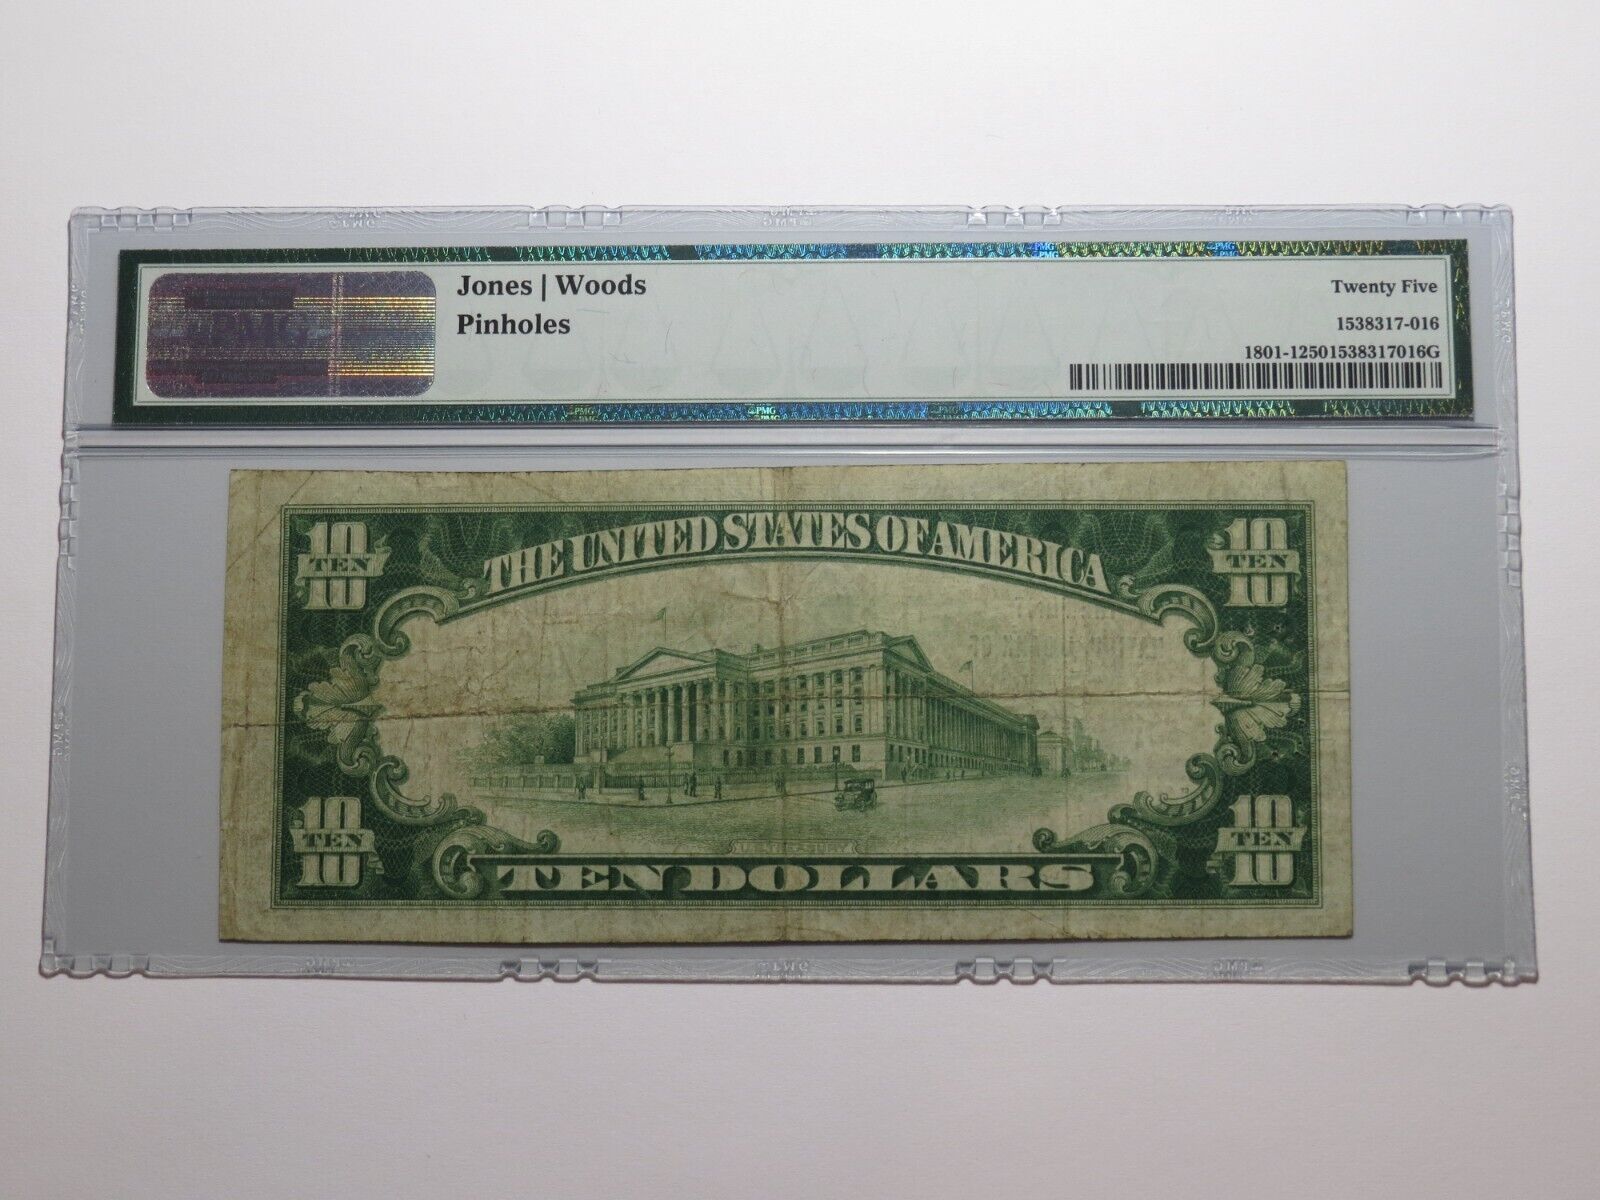 Jones | Woods
Pinholes
Twenty Five
1538317-016
1801-12501538317016G
PMG
THE UNITED STATES OF AMERICA
10 TEN 10
10 TEN 10
10 TEN 10
10 TEN 10
TEN DOLLARS